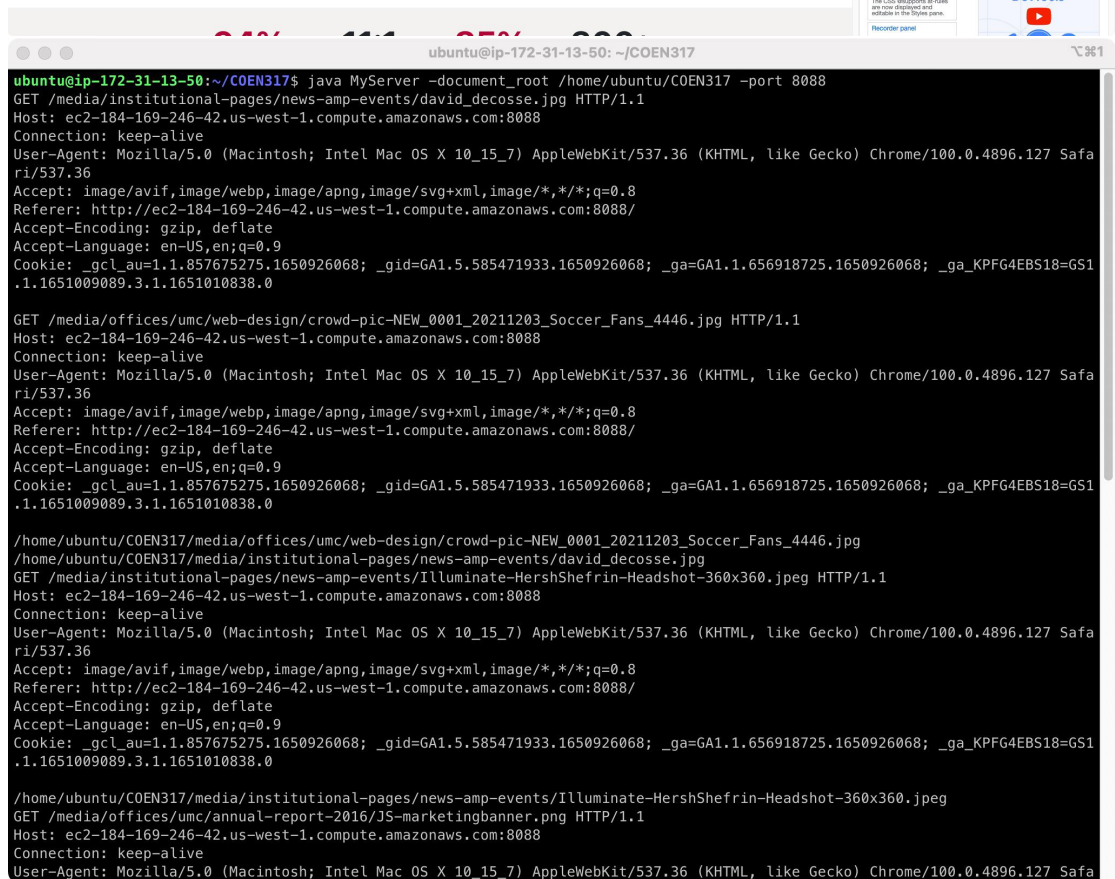 The CSS @supports at-rules
are now displayed and
editable in the Styles pane.
Recorder panel
ubuntu@ip-172-31-13-50: ~/COEN317
⌥⌘1
ubuntu@ip-172-31-13-50:~/COEN317$ java MyServer -document_root /home/ubuntu/COEN317 -port 8088
GET /media/institutional-pages/news-amp-events/david_decosse.jpg HTTP/1.1
Host: ec2-184-169-246-42.us-west-1.compute.amazonaws.com:8088
Connection: keep-alive
User-Agent: Mozilla/5.0 (Macintosh; Intel Mac OS X 10_15_7) AppleWebKit/537.36 (KHTML, like Gecko) Chrome/100.0.4896.127 Safa
ri/537.36
Accept: image/avif,image/webp,image/apng,image/svg+xml,image/*,*/*;q=0.8
Referer: http://ec2-184-169-246-42.us-west-1.compute.amazonaws.com:8088/
Accept-Encoding: gzip, deflate
Accept-Language: en-US,en;q=0.9
Cookie: _gcl_au=1.1.857675275.1650926068; _gid=GA1.5.585471933.1650926068; _ga=GA1.1.656918725.1650926068; _ga_KPFG4EBS18=GS1
.1.1651009089.3.1.1651010838.0
GET /media/offices/umc/web-design/crowd-pic-NEW_0001_20211203_Soccer_Fans_4446.jpg HTTP/1.1
Host: ec2-184-169-246-42.us-west-1.compute.amazonaws.com:8088
Connection: keep-alive
User-Agent: Mozilla/5.0 (Macintosh; Intel Mac OS X 10_15_7) AppleWebKit/537.36 (KHTML, like Gecko) Chrome/100.0.4896.127 Safa
ri/537.36
Accept: image/avif,image/webp,image/apng,image/svg+xml,image/*,*/*;q=0.8
Referer: http://ec2-184-169-246-42.us-west-1.compute.amazonaws.com:8088/
Accept-Encoding: gzip, deflate
Accept-Language: en-US,en;q=0.9
Cookie: _gcl_au=1.1.857675275.1650926068; _gid=GA1.5.585471933.1650926068; _ga=GA1.1.656918725.1650926068; _ga_KPFG4EBS18=GS1
.1.1651009089.3.1.1651010838.0
/home/ubuntu/COEN317/media/offices/umc/web-design/crowd-pic-NEW_0001_20211203_Soccer_Fans_4446.jpg
/home/ubuntu/COEN317/media/institutional-pages/news-amp-events/david_decosse.jpg
GET /media/institutional-pages/news-amp-events/Illuminate-HershShefrin-Headshot-360x360.jpeg HTTP/1.1
Host: ec2-184-169-246-42.us-west-1.compute.amazonaws.com:8088
Connection: keep-alive
User-Agent: Mozilla/5.0 (Macintosh; Intel Mac OS X 10_15_7) AppleWebKit/537.36 (KHTML, like Gecko) Chrome/100.0.4896.127 Safa
ri/537.36
Accept: image/avif,image/webp,image/apng,image/svg+xml,image/*,*/*;q=0.8
Referer: http://ec2-184-169-246-42.us-west-1.compute.amazonaws.com:8088/
Accept-Encoding: gzip, deflate
Accept-Language: en-US,en;q=0.9
Cookie: _gcl_au=1.1.857675275.1650926068; _gid=GA1.5.585471933.1650926068; _ga=GA1.1.656918725.1650926068; _ga_KPFG4EBS18=GS1
.1.1651009089.3.1.1651010838.0
/home/ubuntu/COEN317/media/institutional-pages/news-amp-events/Illuminate-HershShefrin-Headshot-360x360.jpeg
GET /media/offices/umc/annual-report-2016/JS-marketingbanner.png HTTP/1.1
Host: ec2-184-169-246-42.us-west-1.compute.amazonaws.com:8088
Connection: keep-alive
User-Agent: Mozilla/5.0 (Macintosh; Intel Mac OS X 10_15_7) AppleWebKit/537.36 (KHTML, like Gecko) Chrome/100.0.4896.127 Safa